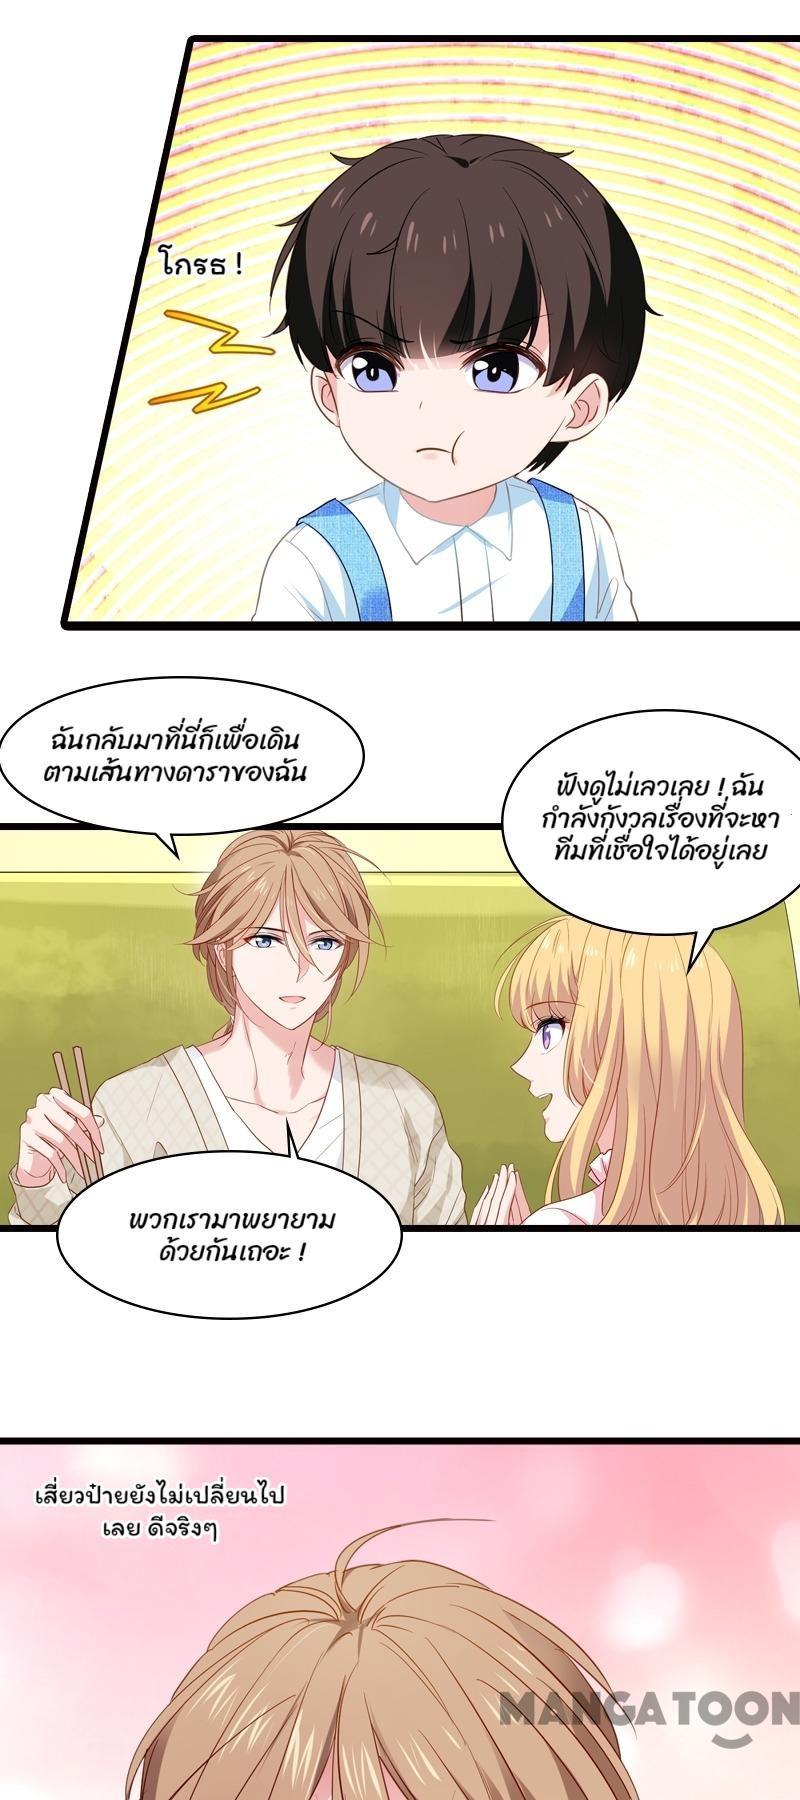 โกรธ !
ฉันกลับมาที่นี่ก็เพื่อเดิน
ตามเส้นทางดาราของฉัน
ฟังดูไม่เลวเลย ! ฉัน
กำลังกังวลเรื่องที่จะหา
ทีมที่เชื่อใจได้อยู่เลย
พวกเรามาพยายาม
ด้วยกันเถอะ !
เสี่ยวป๋ายยังไม่เปลี่ยนไป
เลย ดีจริงๆ
MANGATOON